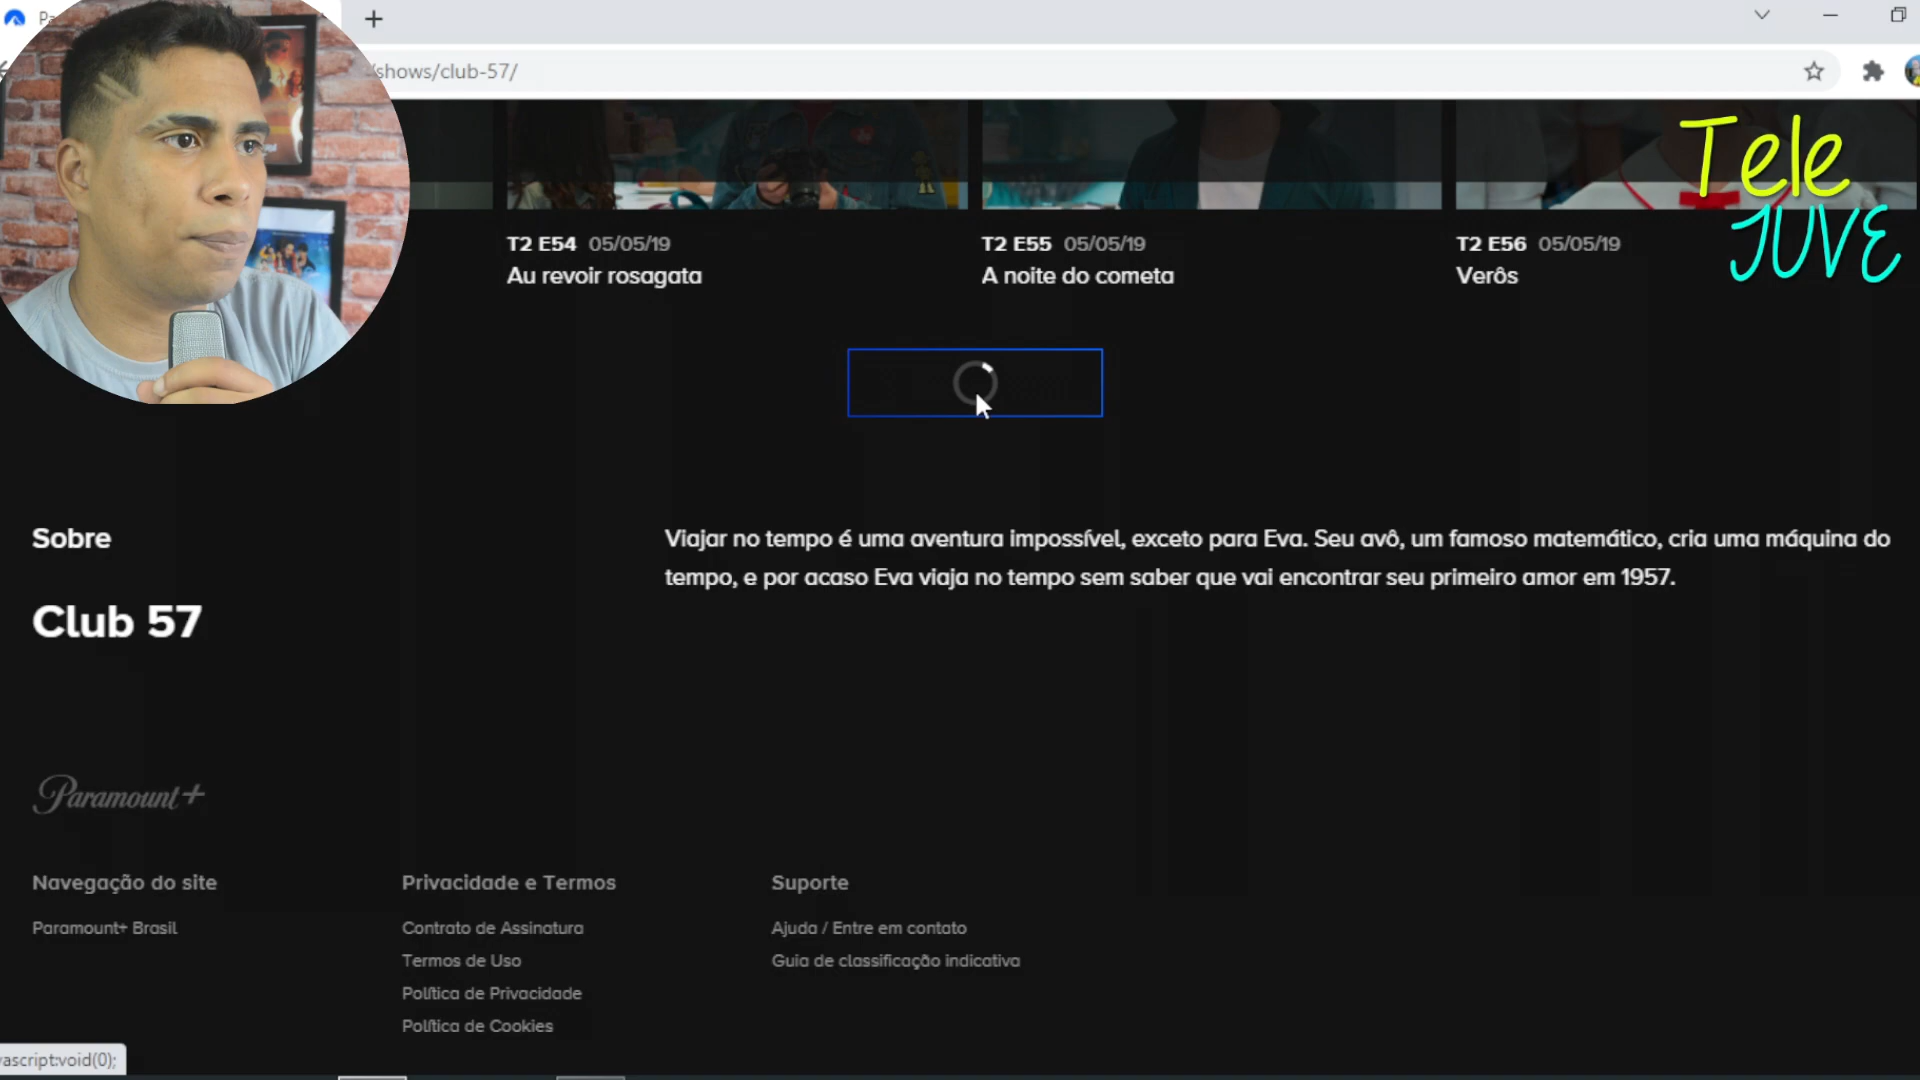 /shows/club-57/
Tele
JUVE
T2 E54 05/05/19
Au revoir rosagata
T2 E55 05/05/19
A noite do cometa
T2 E56 05/05/19
Verôs
Sobre
Club 57
Viajar no tempo é uma aventura impossível, exceto para Eva. Seu avô, um famoso matemático, cria uma máquina do
tempo, e por acaso Eva viaja no tempo sem saber que vai encontrar seu primeiro amor em 1957.
Paramount+
Navegação do site
Paramount+ Brasil
Privacidade e Termos
Contrato de Assinatura
Termos de Uso
Política de Privacidade
Política de Cookies
Suporte
Ajuda / Entre em contato
Guia de classificação indicativa
vascript:void(0);